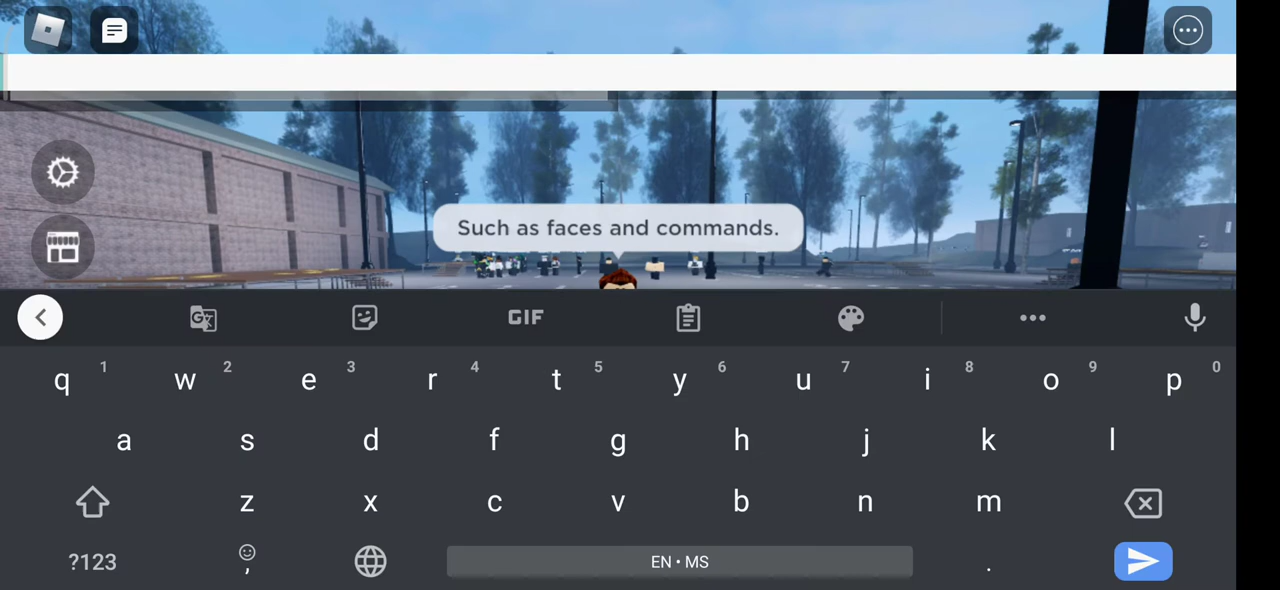 Such as faces and commands.
GIF
q 1 w 2 e 3 r 4 t 5 y 6 u 7 i 8 o 9 p 0
a s d f g h j k l
z x c v b n m
?123 , EN • MS .